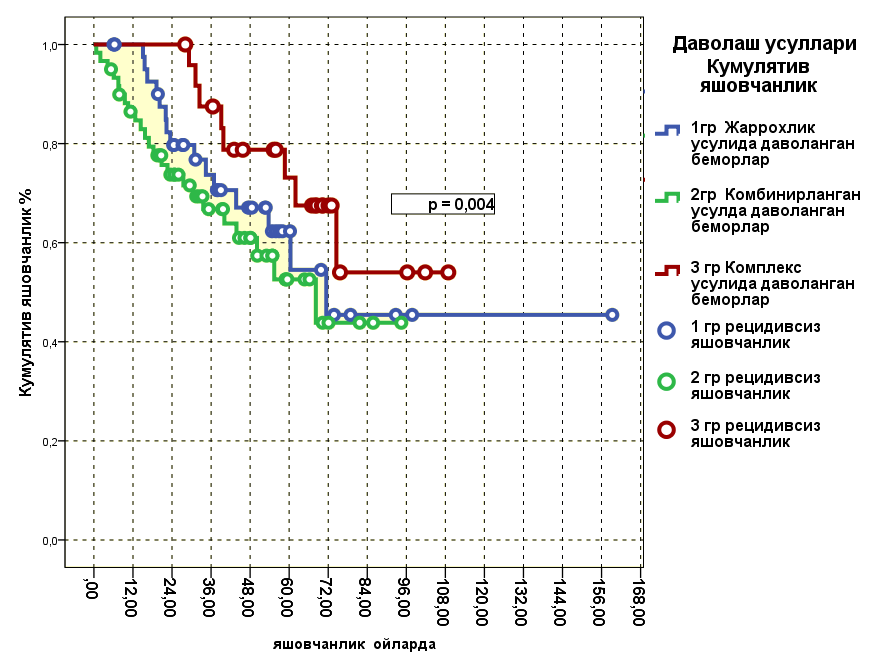 Даволаш усуллари
Кумулятив
яшовчанлик
1гр Жаррохлик
усулида даволанган
беморлар
2гр Комбинирланган
усулда даволанган
беморлар
3 гр Комплекс
усулида даволанган
беморлар
1 гр рецидивсиз
яшовчанлик
2 гр рецидивсиз
яшовчанлик
3 гр рецидивсиз
яшовчанлик
p = 0,004
Кумулятив яшовчанлик %
1,0
0,8
0,6
0,4
0,2
0,0
,00
12,00
24,00
36,00
48,00
60,00
72,00
84,00
96,00
108,00
120,00
132,00
144,00
156,00
168,00
яшовчанлик ойларда